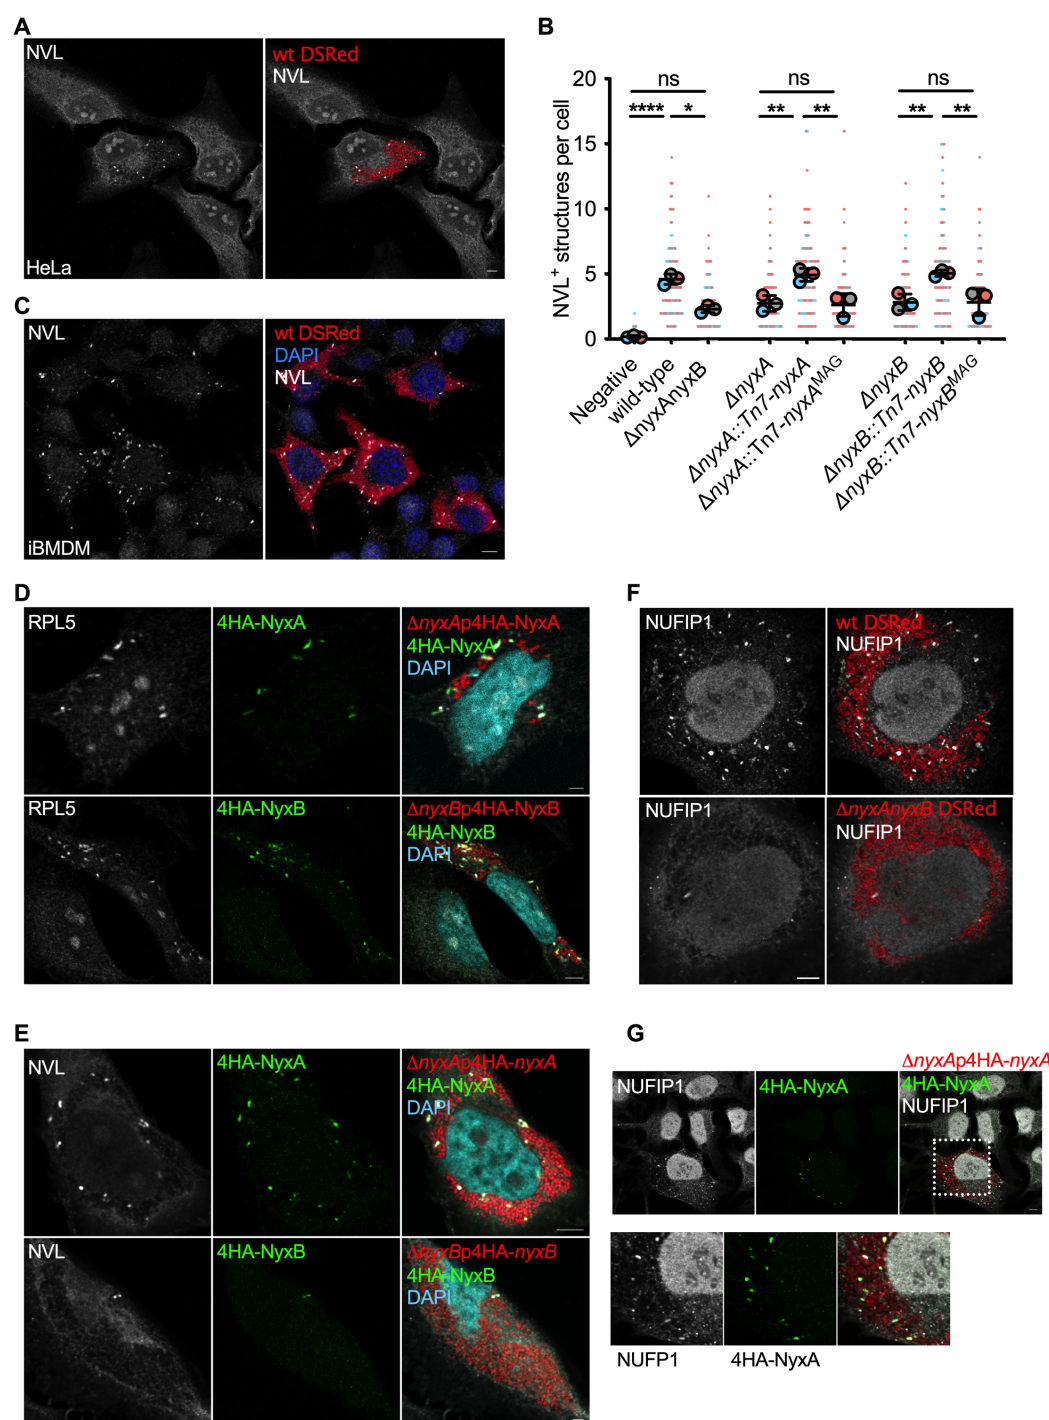 A
NVL
wt DSRed
NVL
HeLa
B
NVL⁺ structures per cell
20
15
10
5
0
ns
ns
ns
**** *
** **
** **
Negative
wild-type
ΔnyxAnyxB
ΔnyxA
ΔnyxA::Tn7-nyxA
ΔnyxA::Tn7-nyxAᴹᴬᴳ
ΔnyxB
ΔnyxB::Tn7-nyxB
ΔnyxB::Tn7-nyxBᴹᴬᴳ
C
NVL
wt DSRed
DAPI
NVL
iBMDM
D
RPL5
4HA-NyxA
ΔnyxAp4HA-NyxA
4HA-NyxA
DAPI
RPL5
4HA-NyxB
ΔnyxBp4HA-NyxB
4HA-NyxB
DAPI
E
NVL
4HA-NyxA
ΔnyxAp4HA-nyxA
4HA-NyxA
DAPI
NVL
4HA-NyxB
ΔnyxBp4HA-nyxB
4HA-NyxB
DAPI
F
NUFIP1
wt DSRed
NUFIP1
NUFIP1
ΔnyxAnyxB DSRed
NUFIP1
G
NUFIP1
4HA-NyxA
ΔnyxAp4HA-nyxA
4HA-NyxA
NUFIP1
NUFP1
4HA-NyxA